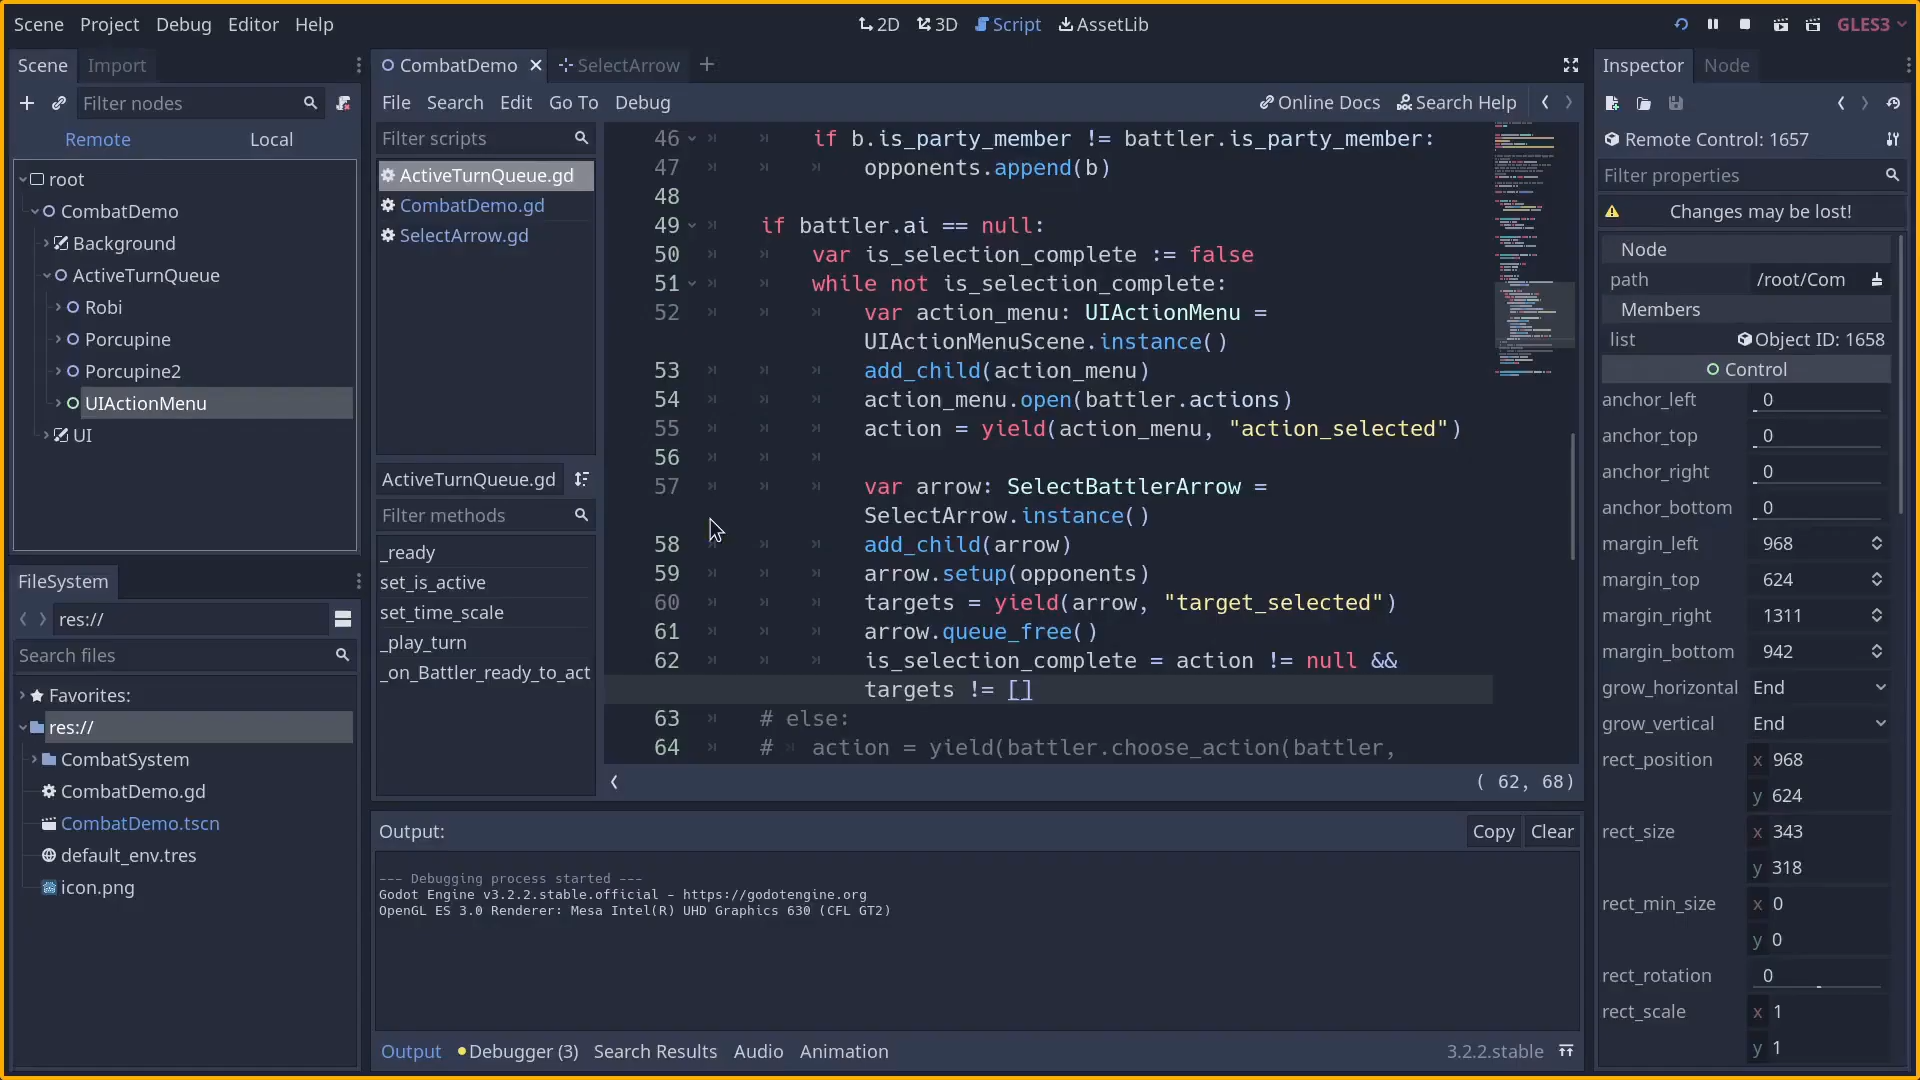 Scene Project Debug Editor Help
2D 3D Script AssetLib
GLES3
Scene Import
Filter nodes
Remote Local
root
CombatDemo
Background
ActiveTurnQueue
Robi
Porcupine
Porcupine2
UIActionMenu
UI
FileSystem
res://
Search files
Favorites:
res://
CombatSystem
CombatDemo.gd
CombatDemo.tscn
default_env.tres
icon.png
CombatDemo SelectArrow
File Search Edit Go To Debug
Online Docs Search Help
Filter scripts
ActiveTurnQueue.gd
CombatDemo.gd
SelectArrow.gd
ActiveTurnQueue.gd
Filter methods
_ready
set_is_active
set_time_scale
_play_turn
_on_Battler_ready_to_act
46 if b.is_party_member != battler.is_party_member:
47 opponents.append(b)
48
49 if battler.ai == null:
50 var is_selection_complete := false
51 while not is_selection_complete:
52 var action_menu: UIActionMenu =
UIActionMenuScene.instance()
53 add_child(action_menu)
54 action_menu.open(battler.actions)
55 action = yield(action_menu, "action_selected")
56
57 var arrow: SelectBattlerArrow =
SelectArrow.instance()
58 add_child(arrow)
59 arrow.setup(opponents)
60 targets = yield(arrow, "target_selected")
61 arrow.queue_free()
62 is_selection_complete = action != null &&
targets != []
63 # else:
64 # action = yield(battler.choose_action(battler,
( 62, 68)
Output:
Copy Clear
--- Debugging process started ---
Godot Engine v3.2.2.stable.official - https://godotengine.org
OpenGL ES 3.0 Renderer: Mesa Intel(R) UHD Graphics 630 (CFL GT2)
Output Debugger (3) Search Results Audio Animation
3.2.2.stable
Inspector Node
Remote Control: 1657
Filter properties
Changes may be lost!
Node
path /root/Com
Members
list Object ID: 1658
Control
anchor_left 0
anchor_top 0
anchor_right 0
anchor_bottom 0
margin_left 968
margin_top 624
margin_right 1311
margin_bottom 942
grow_horizontal End
grow_vertical End
rect_position x 968
y 624
rect_size x 343
y 318
rect_min_size x 0
y 0
rect_rotation 0
rect_scale x 1
y 1